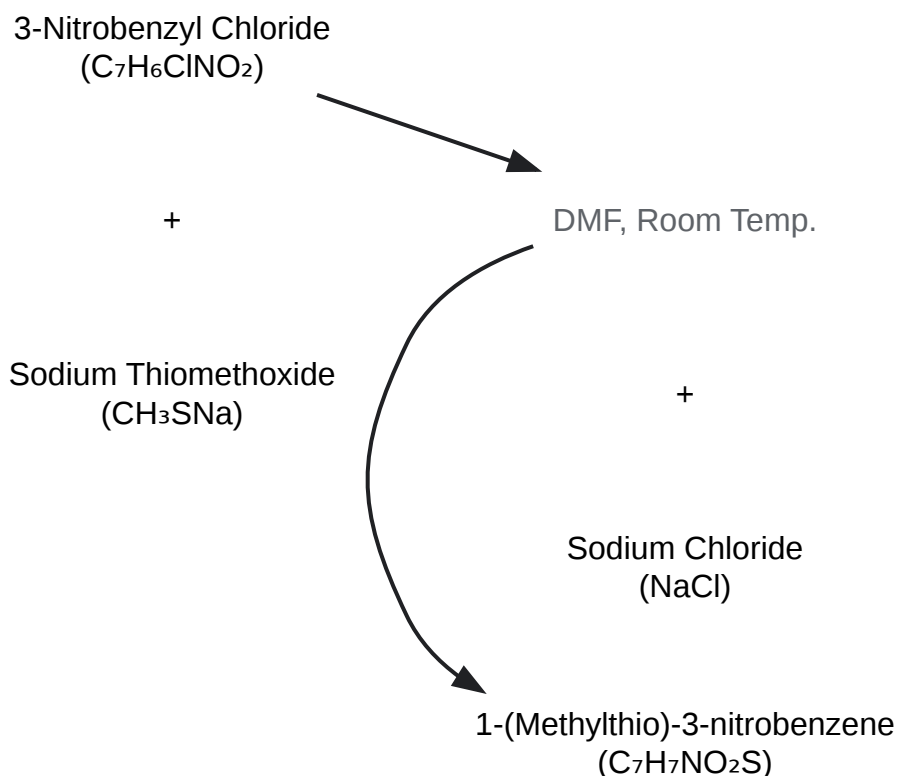 3-Nitrobenzyl Chloride
(C₇H₆ClNO₂)
+
DMF, Room Temp.
Sodium Thiomethoxide
(CH₃SNa)
+
Sodium Chloride
(NaCl)
1-(Methylthio)-3-nitrobenzene
(C₇H₇NO₂S)